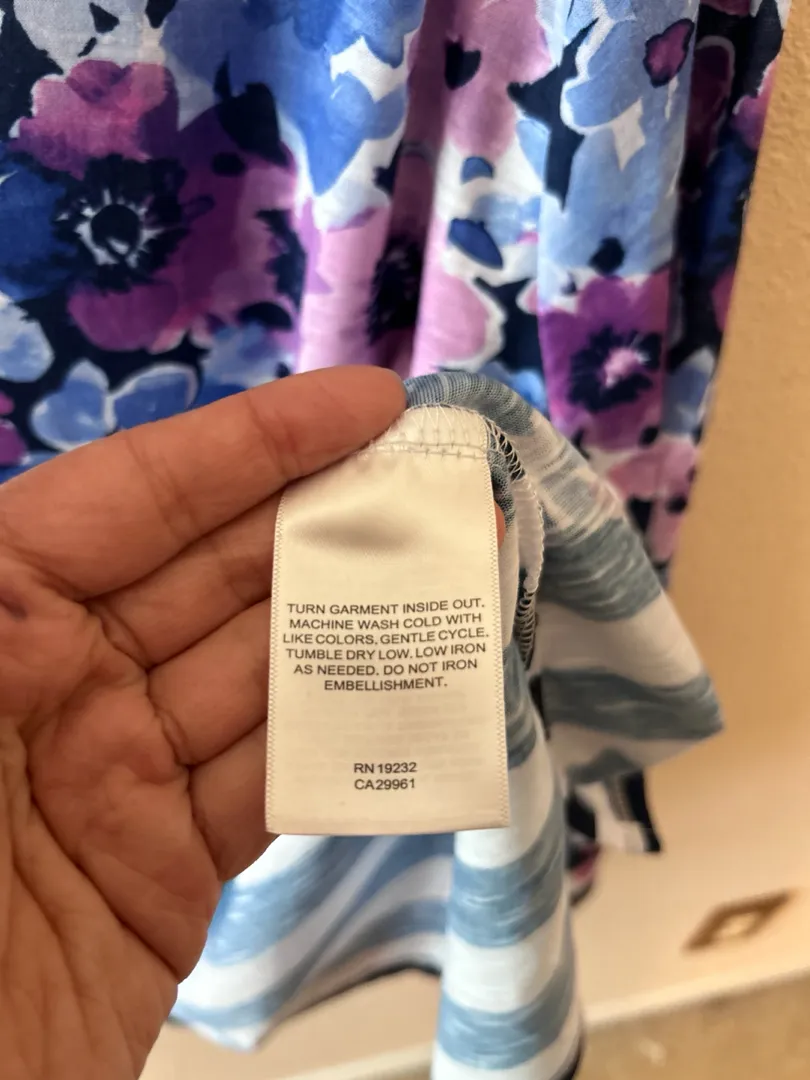 TURN GARMENT INSIDE OUT.
MACHINE WASH COLD WITH
LIKE COLORS, GENTLE CYCLE.
TUMBLE DRY LOW. LOW IRON
AS NEEDED. DO NOT IRON
EMBELLISHMENT.
RN 19232
CA29961